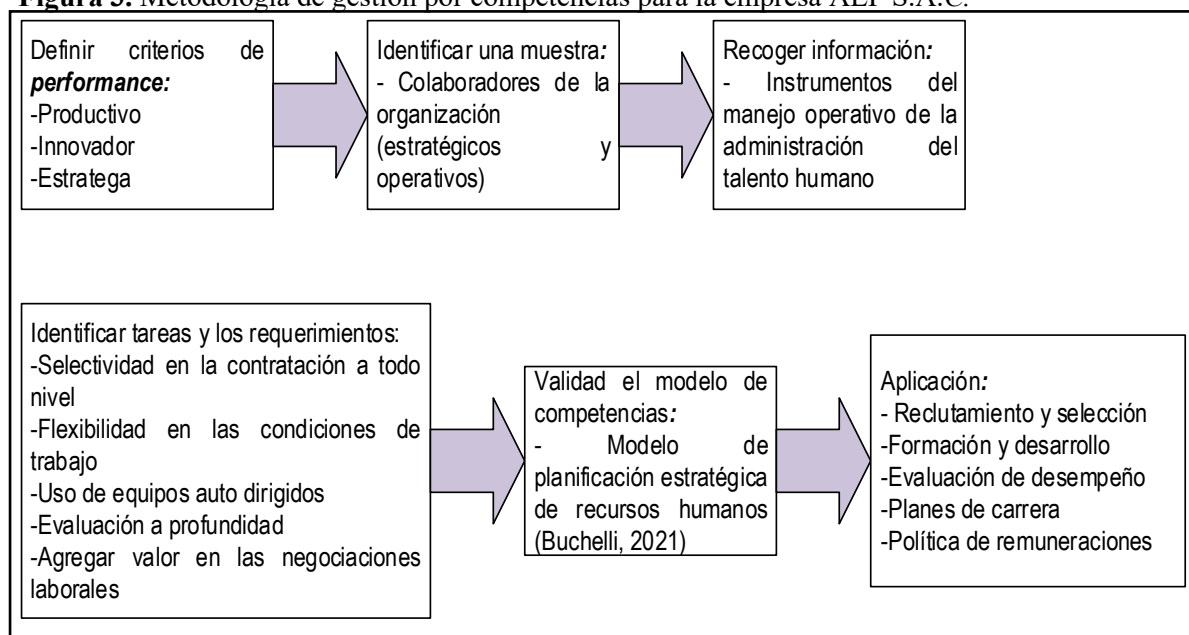 Metodología de gestión por competencias para la empresa S.A.C.
Definir criterios de
performance:
-Productivo
-Innovador
-Estratega
Identificar una muestra:
- Colaboradores de la
organización
(estratégicos y
operativos)
Recoger información:
- Instrumentos del
manejo operativo de la
administración del
talento humano
Identificar tareas y los requerimientos:
-Selectividad en la contratación a todo
nivel
-Flexibilidad en las condiciones de
trabajo
-Uso de equipos auto dirigidos
-Evaluación a profundidad
-Agregar valor en las negociaciones
laborales
Validad el modelo de
competencias:
- Modelo de
planificación estratégica
de recursos humanos
(Buchelli, 2021)
Aplicación:
- Reclutamiento y selección
-Formación y desarrollo
-Evaluación de desempeño
-Planes de carrera
-Política de remuneraciones